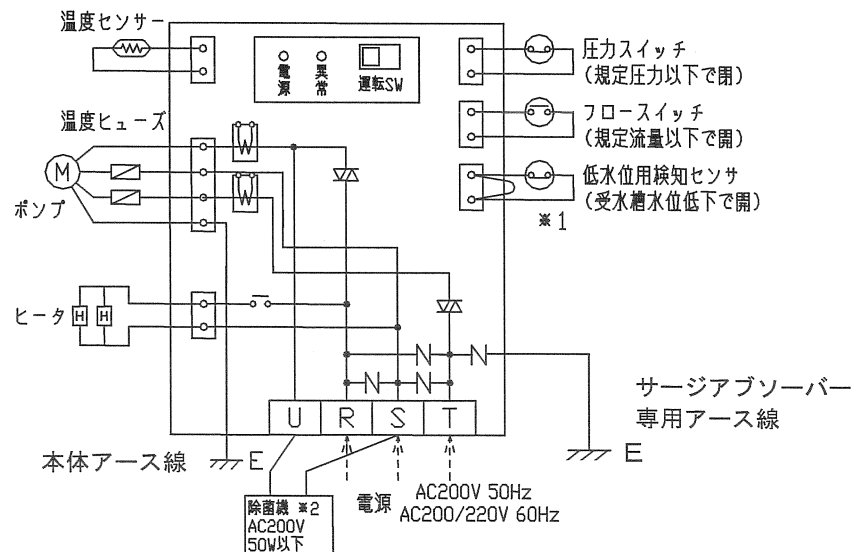 温度センサー
電源
異常
運転SW
圧力スイッチ
(規定圧力以下で閉)
温度ヒューズ
フロースイッチ
(規定流量以下で開)
M
ポンプ
低水位用検知センサ
(受水槽水位低下で開)
※1
ヒータ
H H
U R S T
サージアブソーバー
専用アース線
本体アース線
E
E
除菌機 ※2
AC200V
50W以下
電源
AC200V 50Hz
AC200/220V 60Hz